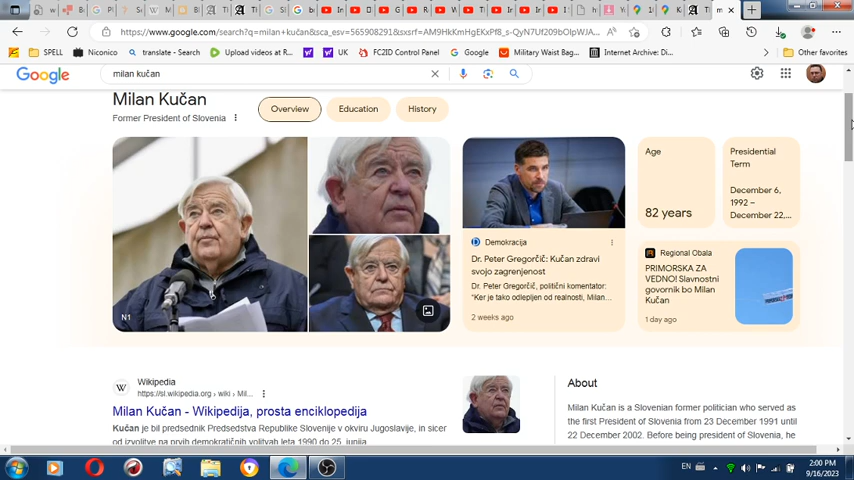 https://www.google.com/search?q=milan+kučan&sca_esv=565908291&sxsrf=AM9HkKmHgEKxPf8_s-QyN7Uf209bOIpWJA...
SPELL
Niconico
translate - Search
Upload videos at R...
Yahoo
UK
FC2ID Control Panel
Google
Military Waist Bag...
Internet Archive: Di...
Other favorites
Google
milan kučan
Milan Kučan
Former President of Slovenia
Overview
Education
History
N1
Demokracija
Dr. Peter Gregorčič: Kučan zdravi
svojo zagrenjenost
Dr. Peter Gregorčič, politični komentator:
"Ker je tako odlepljen od realnosti, Milan...
2 weeks ago
Age
82 years
Presidential
Term
December 6,
1992 –
December 22,...
Regional Obala
PRIMORSKA ZA
VEDNO! Slavnostni
govornik bo Milan
Kučan
1 day ago
Wikipedia
https://sl.wikipedia.org › wiki › Mil...
Milan Kučan - Wikipedija, prosta enciklopedija
Kučan je bil predsednik Predsedstva Republike Slovenije v okviru Jugoslavije, in sicer
od izvolitve na prvih demokratičnih volitvah leta 1990 do 25. junija
About
Milan Kučan is a Slovenian former politician who served as
the first President of Slovenia from 23 December 1991 until
22 December 2002. Before being president of Slovenia, he
EN
2:00 PM
9/16/2023